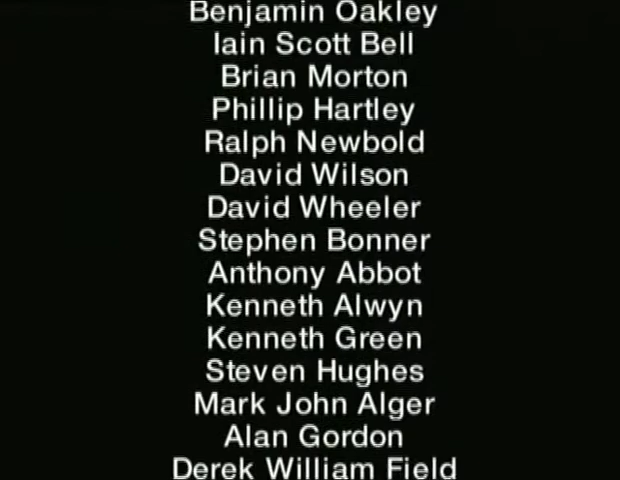 Benjamin Oakley
Iain Scott Bell
Brian Morton
Phillip Hartley
Ralph Newbold
David Wilson
David Wheeler
Stephen Bonner
Anthony Abbot
Kenneth Alwyn
Kenneth Green
Steven Hughes
Mark John Alger
Alan Gordon
Derek William Field